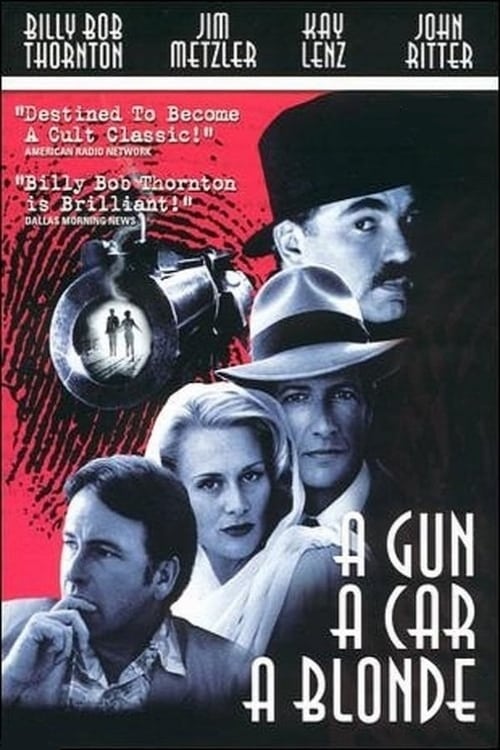 BILLY BOB JIM KAY JOHN
THORNTON METZLER LENZ RITTER
"Destined To Become
A Cult Classic!"
AMERICAN RADIO NETWORK
"Billy Bob Thornton
is Brilliant!"
DALLAS MORNING NEWS
A GUN
A CAR
A BLONDE